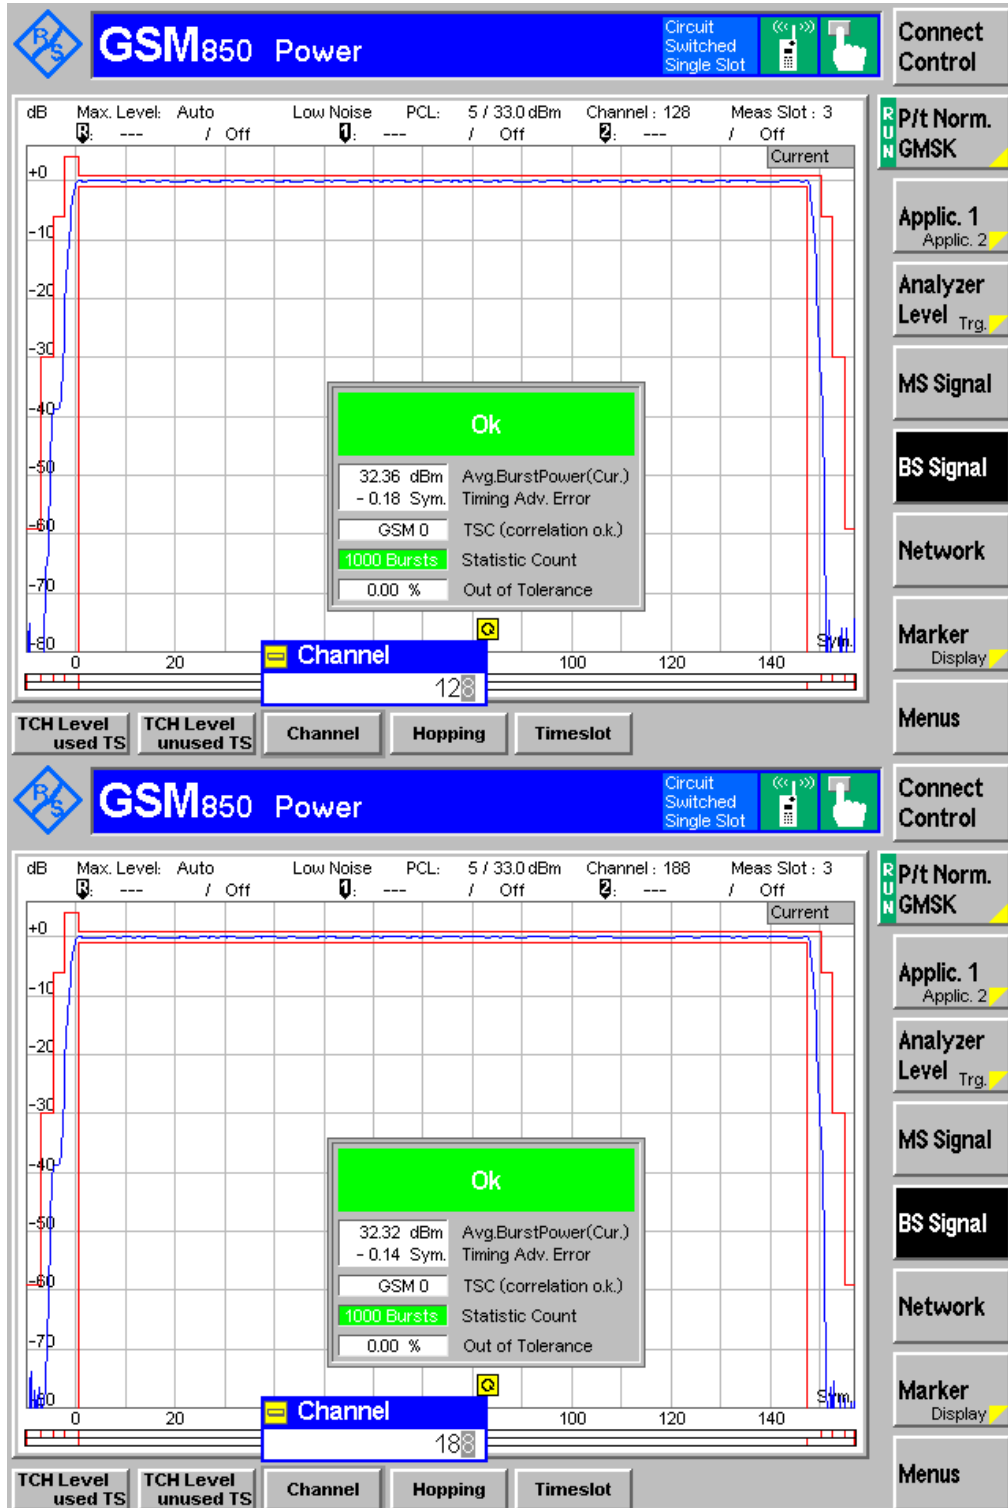 R/S
GSM850 Power
Circuit
Switched
Single Slot
Connect
Control
dB Max. Level: Auto Low Noise PCL: 5 / 33.0 dBm Channel : 128 Meas Slot : 3
R: --- / Off 1: --- / Off 2: --- / Off
Current
RUN
P/t Norm.
GMSK
Applic. 1
Applic. 2
Analyzer
Level Trg.
MS Signal
BS Signal
Network
Marker
Display
Menus
+0
-10
-20
-30
-40
-50
-60
-70
-80
Ok
32.36 dBm Avg.BurstPower(Cur.)
- 0.18 Sym. Timing Adv. Error
GSM 0 TSC (correlation o.k.)
1000 Bursts Statistic Count
0.00 % Out of Tolerance
Sym.
0 20 100 120 140
Channel
128
TCH Level
used TS
TCH Level
unused TS
Channel
Hopping
Timeslot
R/S
GSM850 Power
Circuit
Switched
Single Slot
Connect
Control
dB Max. Level: Auto Low Noise PCL: 5 / 33.0 dBm Channel : 188 Meas Slot : 3
R: --- / Off 1: --- / Off 2: --- / Off
Current
RUN
P/t Norm.
GMSK
Applic. 1
Applic. 2
Analyzer
Level Trg.
MS Signal
BS Signal
Network
Marker
Display
Menus
+0
-10
-20
-30
-40
-50
-60
-70
-80
Ok
32.32 dBm Avg.BurstPower(Cur.)
- 0.14 Sym. Timing Adv. Error
GSM 0 TSC (correlation o.k.)
1000 Bursts Statistic Count
0.00 % Out of Tolerance
Sym.
0 20 100 120 140
Channel
188
TCH Level
used TS
TCH Level
unused TS
Channel
Hopping
Timeslot